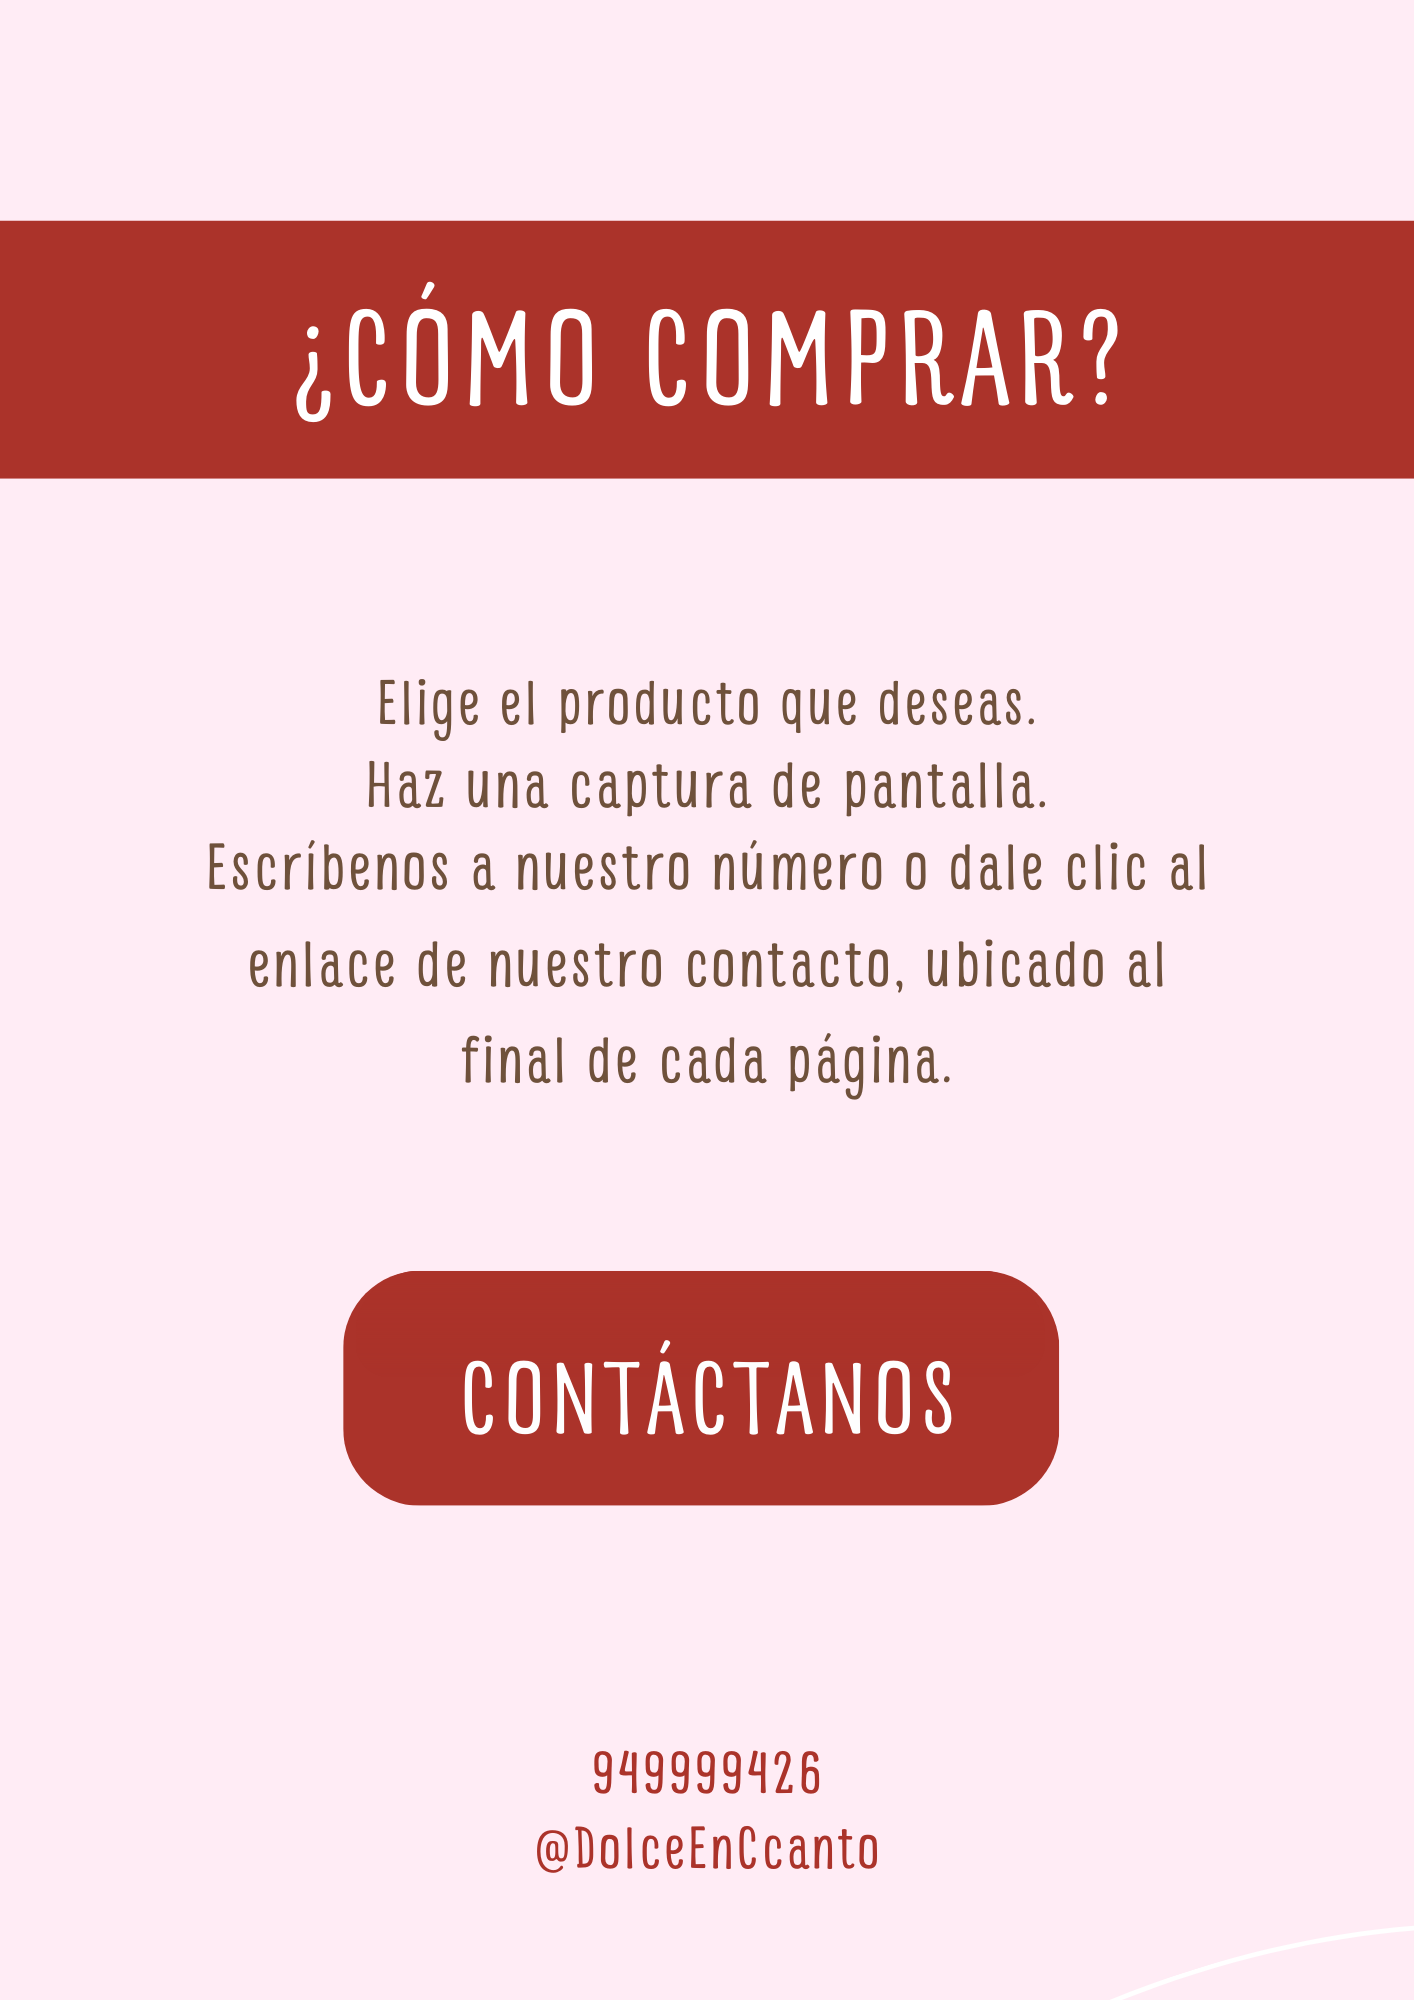 ¿CÓMO COMPRAR?
Elige el producto que deseas.
Haz una captura de pantalla.
Escríbenos a nuestro número o dale clic al
enlace de nuestro contacto, ubicado al
final de cada página.
CONTÁCTANOS
949999426
@DolceEnCcanto